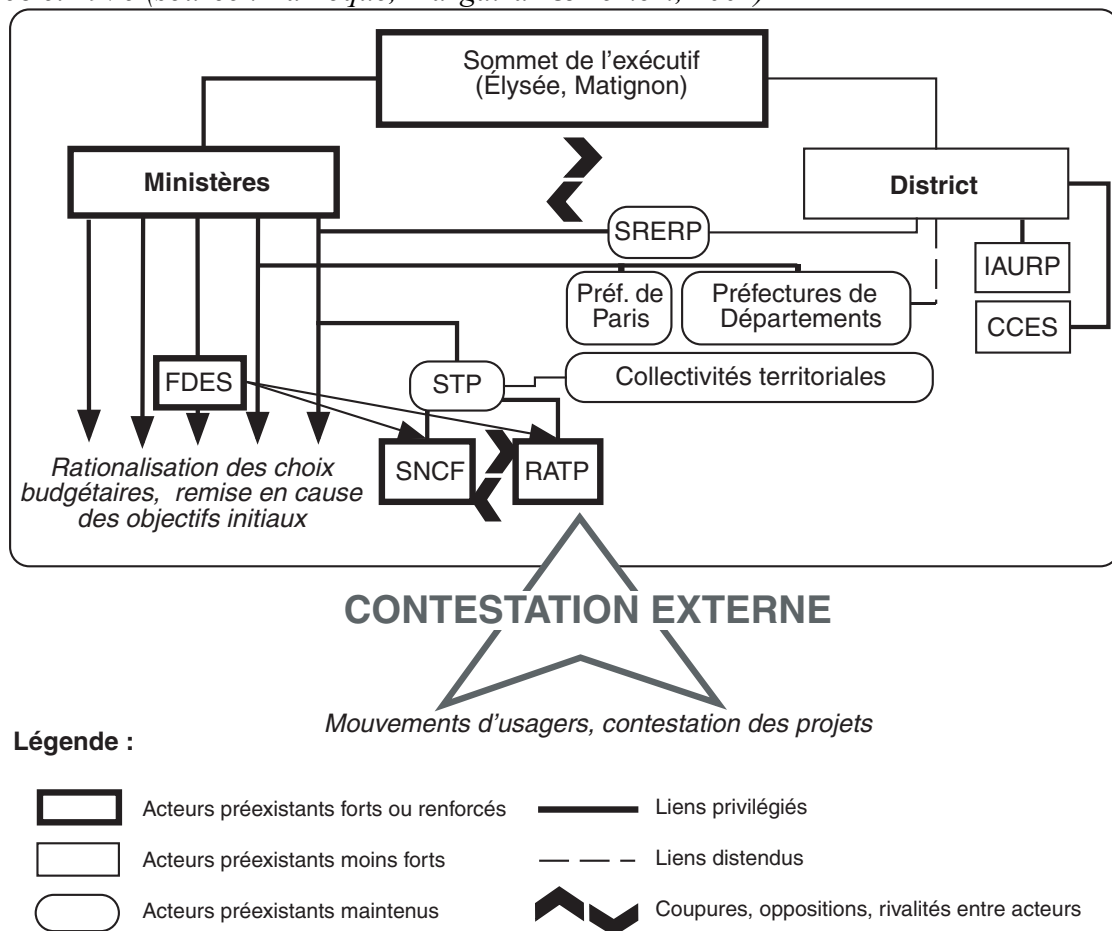 Sommet de l’exécutif
(Élysée, Matignon)
Ministères
District
SRERP
IAURP
Préf. de
Paris
Préfectures de
Départements
CCES
FDES
STP
Collectivités territoriales
SNCF
RATP
Rationalisation des choix
budgétaires, remise en cause
des objectifs initiaux
CONTESTATION EXTERNE
Mouvements d’usagers, contestation des projets
Légende :
Acteurs préexistants forts ou renforcés
Liens privilégiés
Acteurs préexistants moins forts
Liens distendus
Acteurs préexistants maintenus
Coupures, oppositions, rivalités entre acteurs